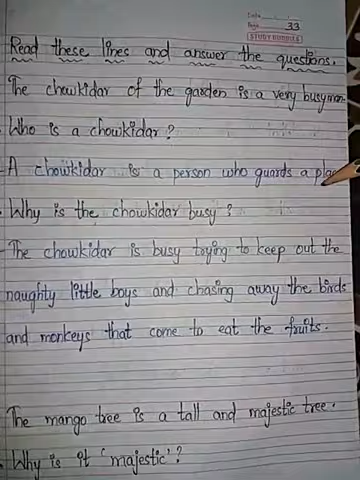 Date
Page 33
STUDY BUDDIES
Read these lines and answer the questions.
The chowkidar of the garden is a very busy man.
Who is a chowkidar?
A chowkidar is a person who guards a place
Why is the chowkidar busy?
The chowkidar is busy trying to keep out the
naughty little boys and chasing away the birds
and monkeys that come to eat the fruits.
The mango tree is a tall and majestic tree.
Why is it 'majestic'?